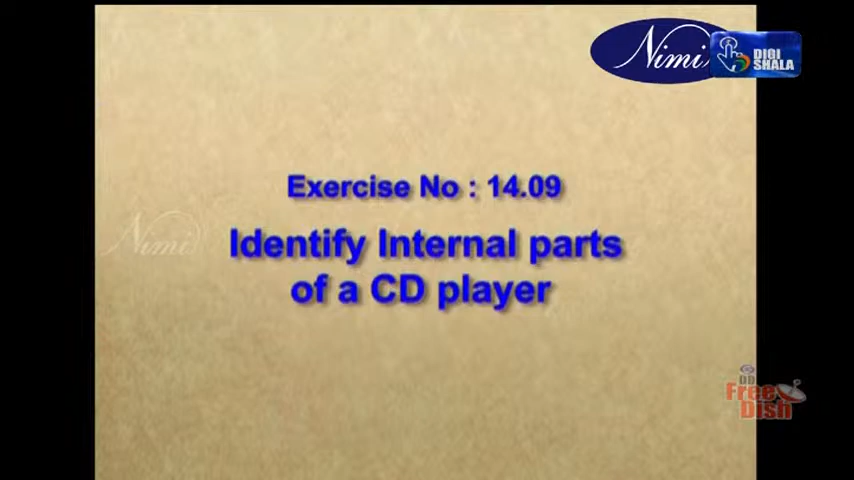 Nimi
DIGI
SHALA
Exercise No : 14.09
Nimi
Identify Internal parts
of a CD player
DD
Free
Dish